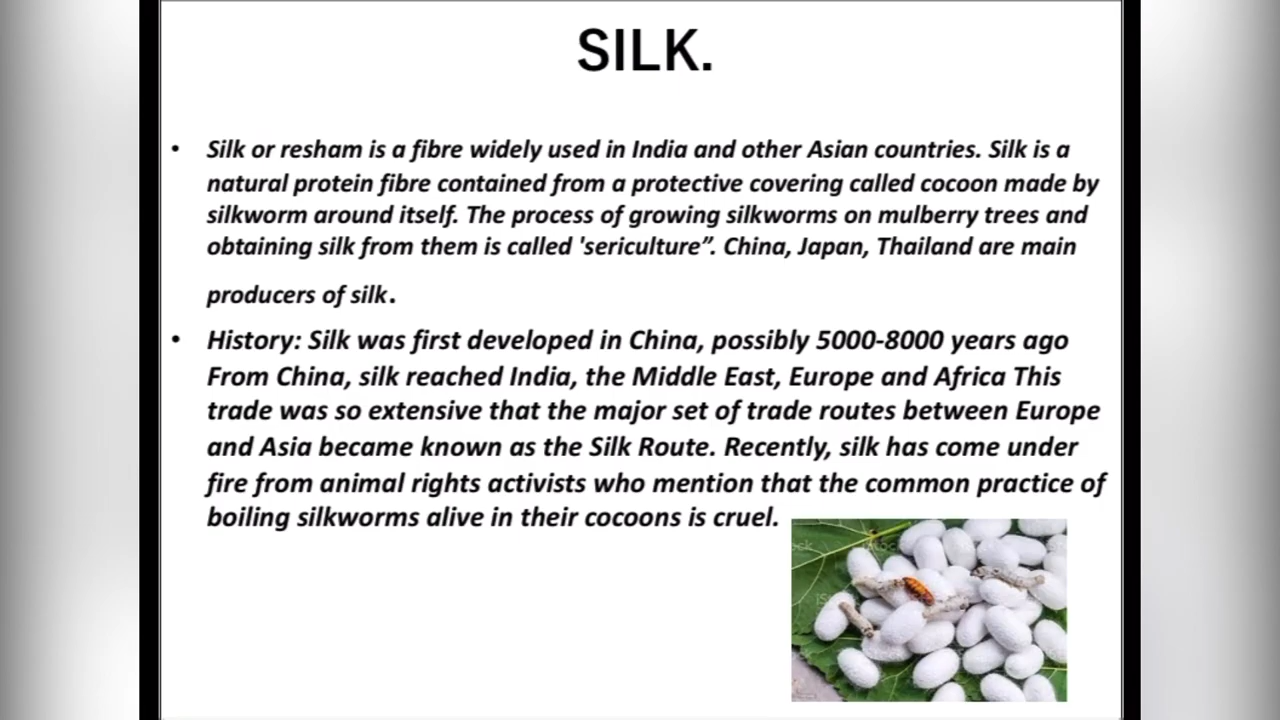 SILK.
• Silk or resham is a fibre widely used in India and other Asian countries. Silk is a
natural protein fibre contained from a protective covering called cocoon made by
silkworm around itself. The process of growing silkworms on mulberry trees and
obtaining silk from them is called 'sericulture”. China, Japan, Thailand are main
producers of silk.
• History: Silk was first developed in China, possibly 5000-8000 years ago
From China, silk reached India, the Middle East, Europe and Africa This
trade was so extensive that the major set of trade routes between Europe
and Asia became known as the Silk Route. Recently, silk has come under
fire from animal rights activists who mention that the common practice of
boiling silkworms alive in their cocoons is cruel.